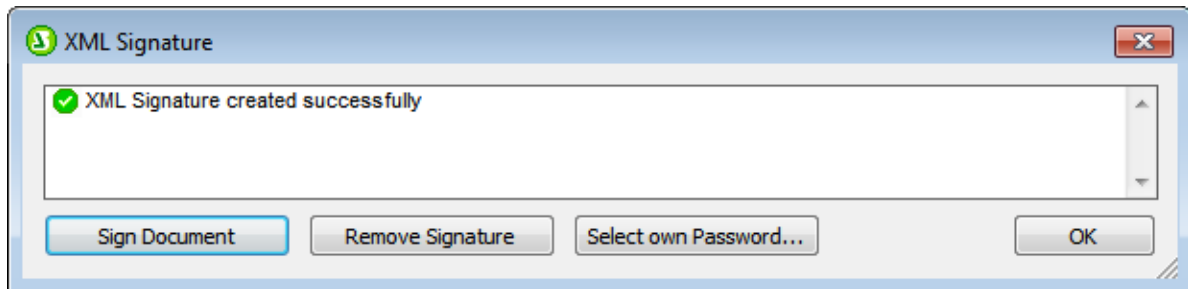 XML Signature
XML Signature created successfully
Sign Document Remove Signature Select own Password... OK